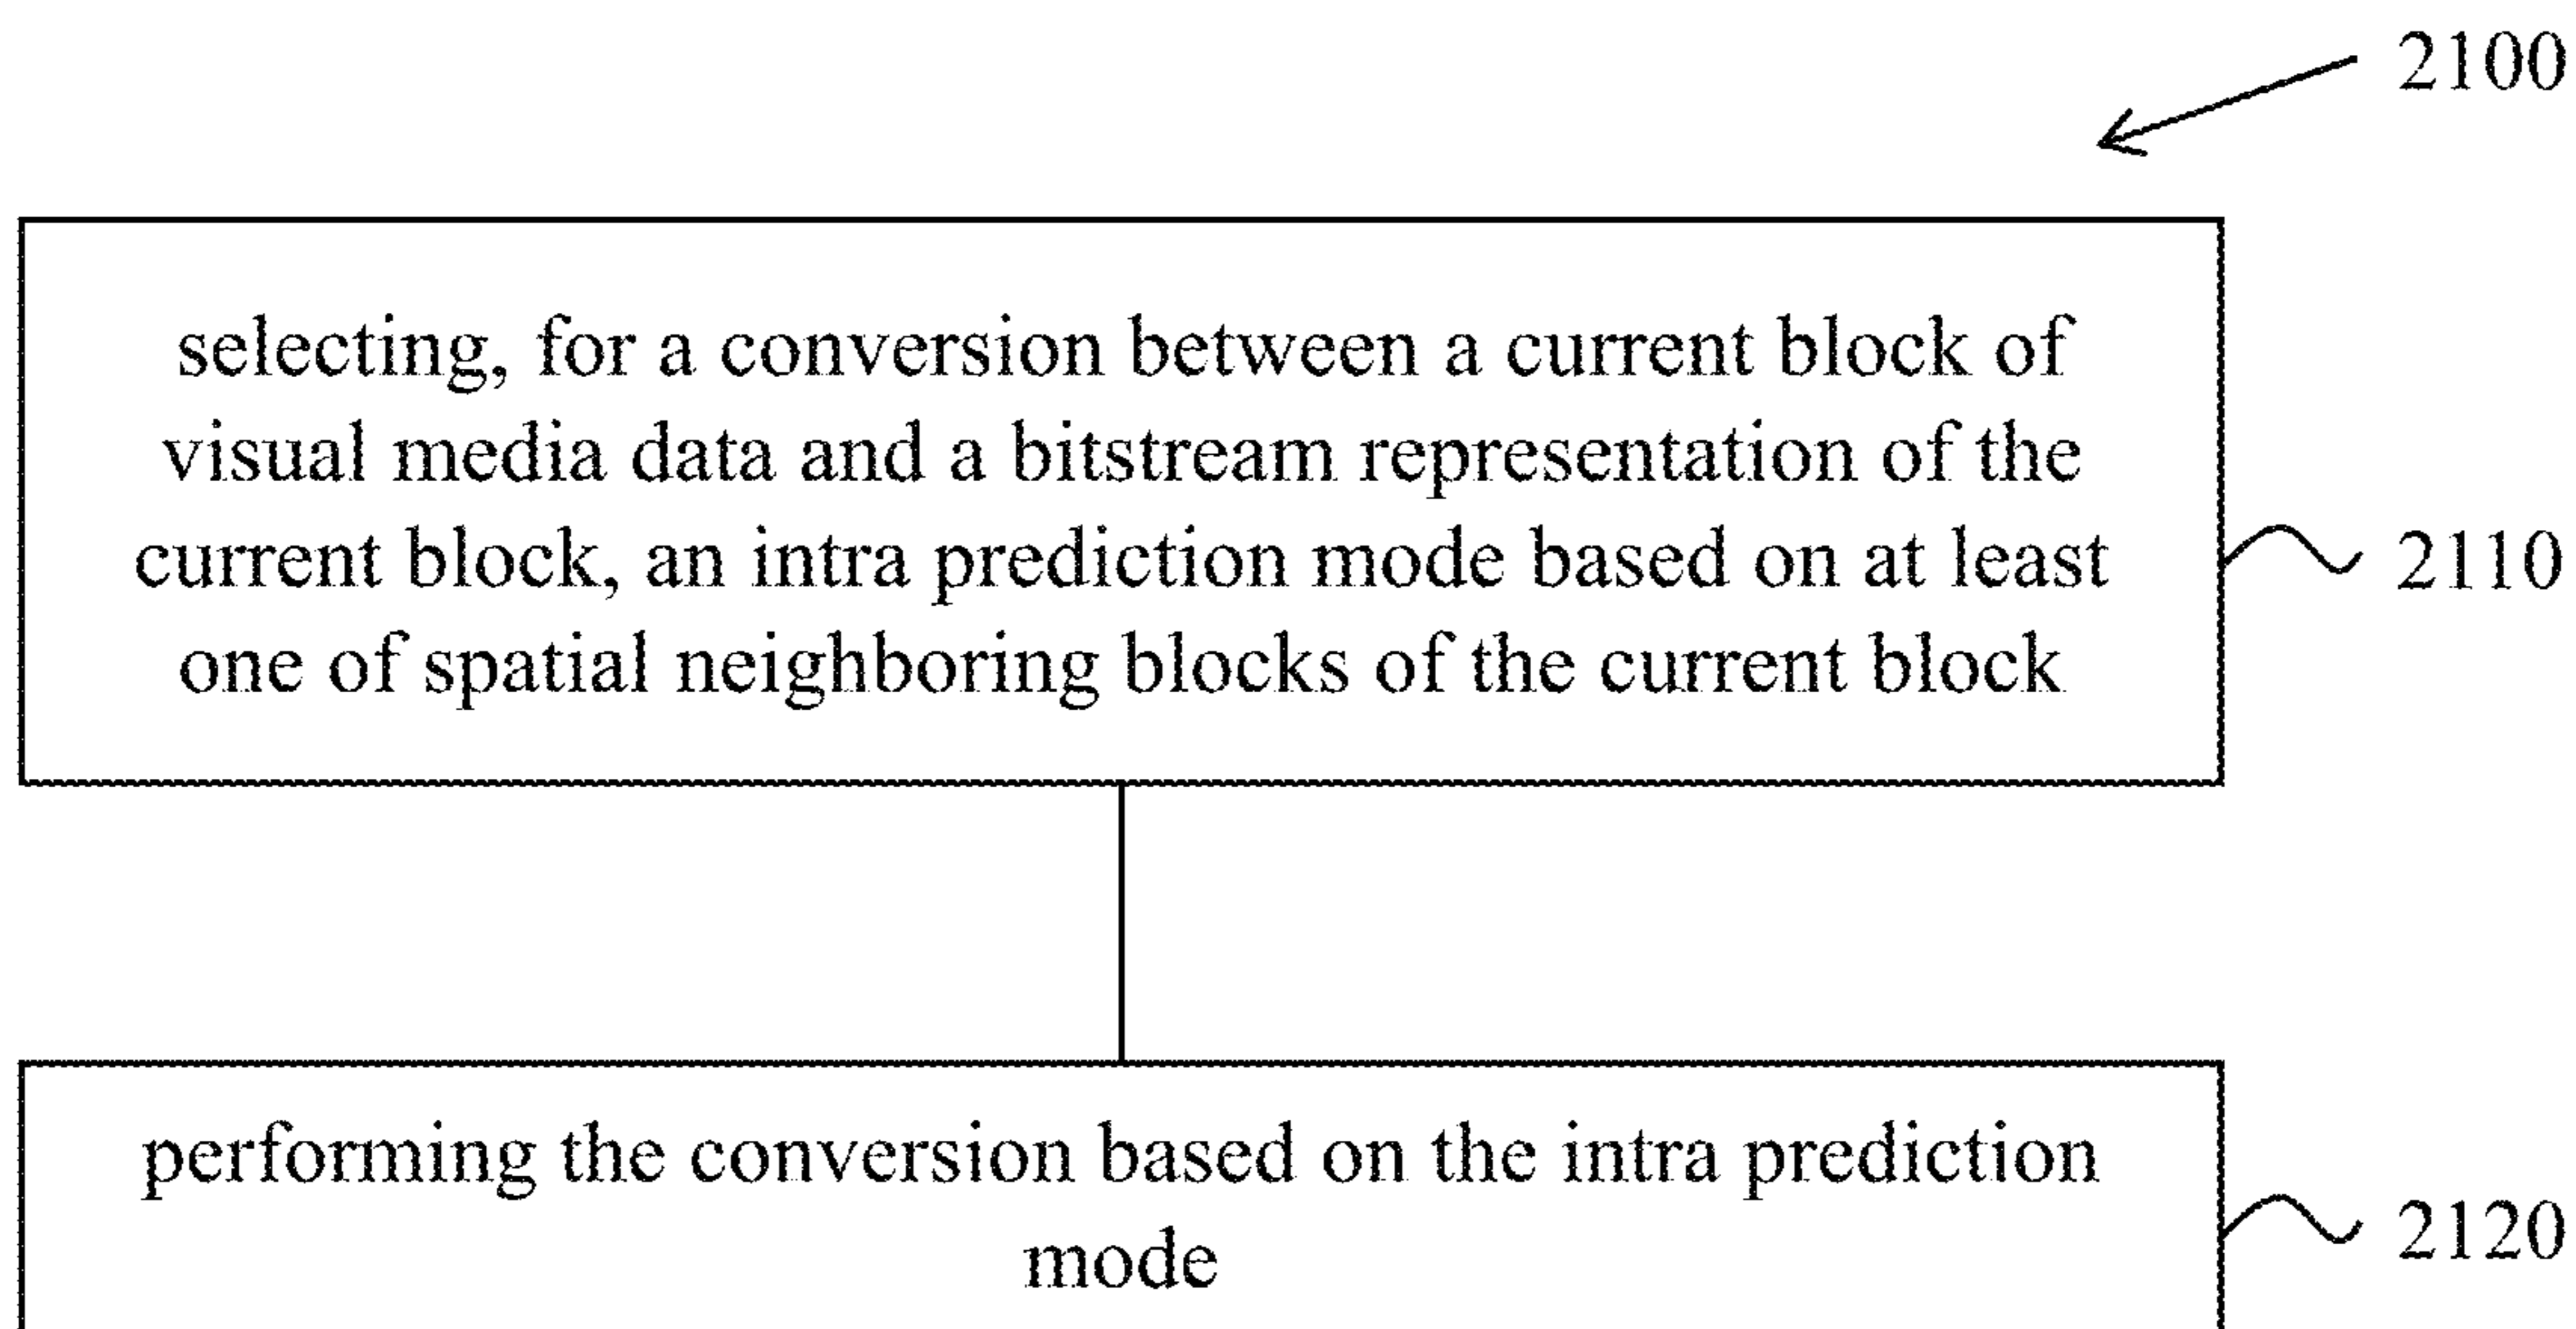 2100
selecting, for a conversion between a current block of
visual media data and a bitstream representation of the
current block, an intra prediction mode based on at least
one of spatial neighboring blocks of the current block
2110
performing the conversion based on the intra prediction
mode
2120